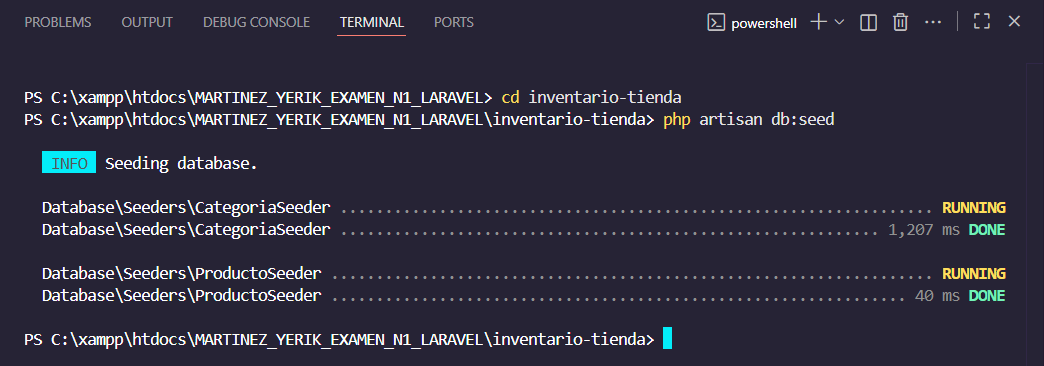 PROBLEMS OUTPUT DEBUG CONSOLE TERMINAL PORTS powershell
PS C:\xampp\htdocs\MARTINEZ_YERIK_EXAMEN_N1_LARAVEL> cd inventario-tienda
PS C:\xampp\htdocs\MARTINEZ_YERIK_EXAMEN_N1_LARAVEL\inventario-tienda> php artisan db:seed
INFO Seeding database.
Database\Seeders\CategoriaSeeder .................................................................. RUNNING
Database\Seeders\CategoriaSeeder ............................................................ 1,207 ms DONE
Database\Seeders\ProductoSeeder ................................................................... RUNNING
Database\Seeders\ProductoSeeder ................................................................ 40 ms DONE
PS C:\xampp\htdocs\MARTINEZ_YERIK_EXAMEN_N1_LARAVEL\inventario-tienda>